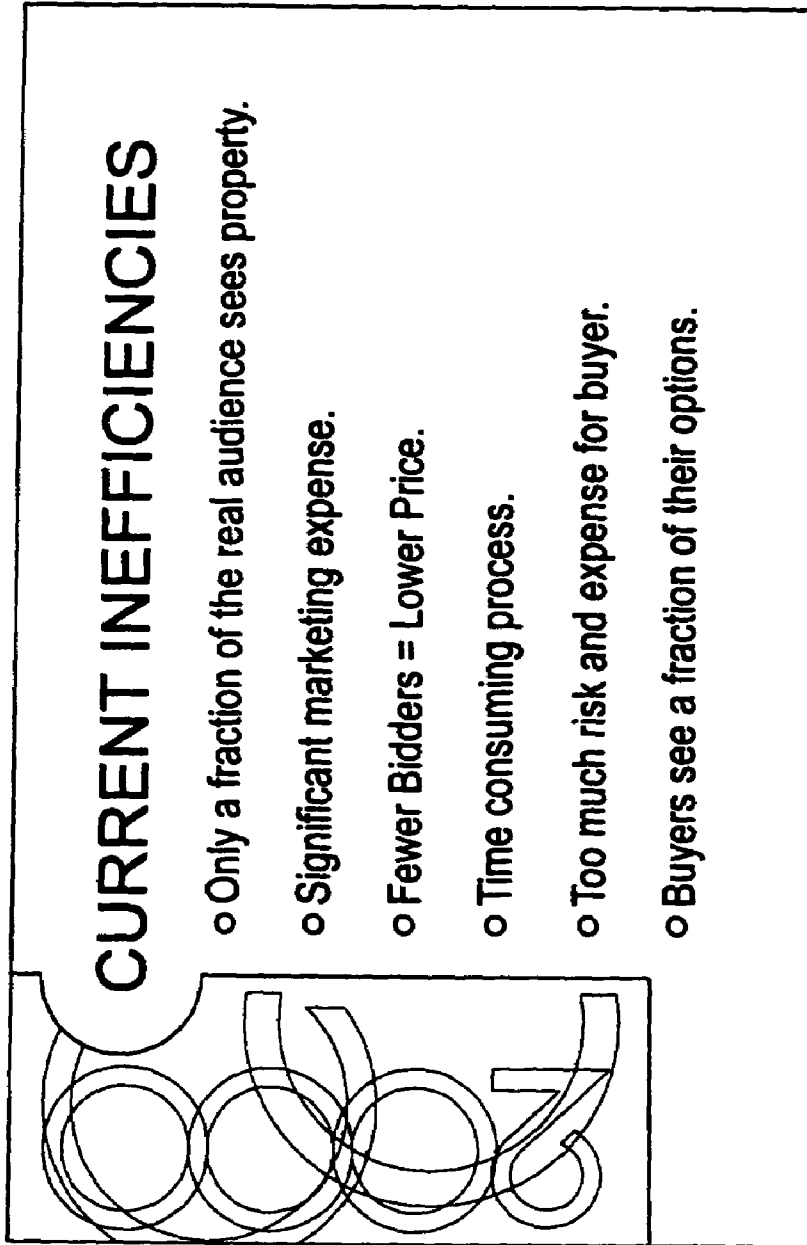 CURRENT INEFFICIENCIES
o Only a fraction of the real audience sees property.
o Significant marketing expense.
o Fewer Bidders = Lower Price.
o Time consuming process.
o Too much risk and expense for buyer.
o Buyers see a fraction of their options.